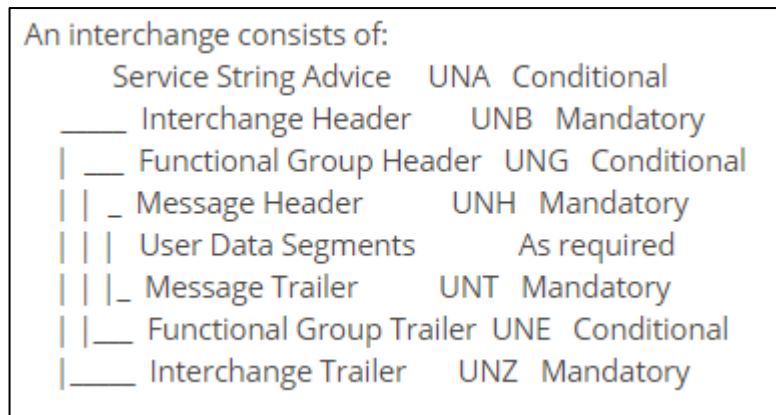 An interchange consists of:
Service String Advice UNA Conditional
_____ Interchange Header UNB Mandatory
| ___ Functional Group Header UNG Conditional
| | _ Message Header UNH Mandatory
| | | User Data Segments As required
| | |_ Message Trailer UNT Mandatory
| |___ Functional Group Trailer UNE Conditional
|_____ Interchange Trailer UNZ Mandatory